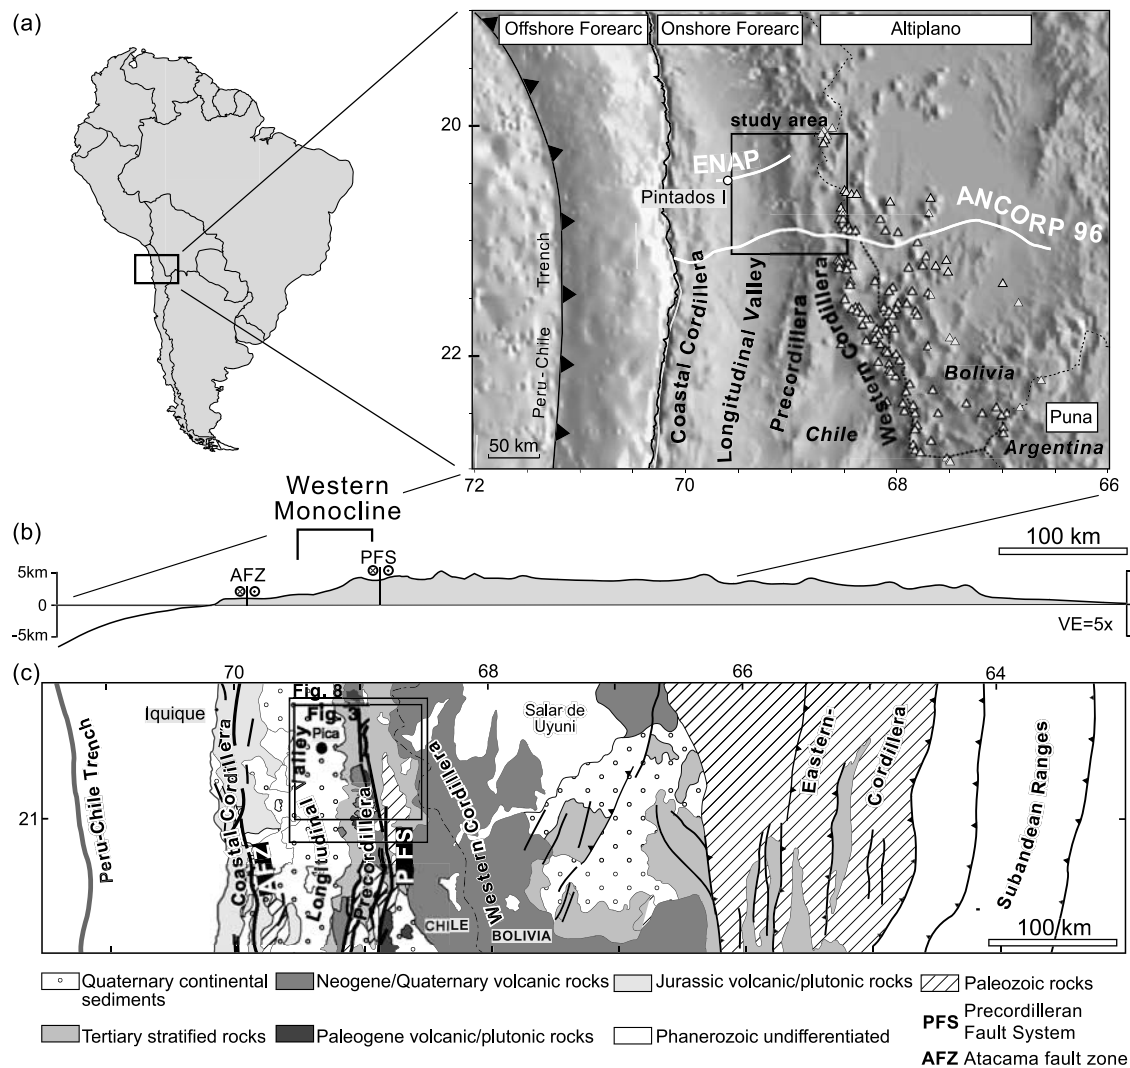 (a)
Offshore Forearc
Onshore Forearc
Altiplano
20
22
72
70
68
66
study area
ENAP
Pintados I
ANCORP 96
Peru-Chile Trench
Coastal Cordillera
Longitudinal Valley
Precordillera
Western Cordillera
Bolivia
Chile
Puna
Argentina
50 km
(b)
Western
Monocline
100 km
5km
0
-5km
AFZ
PFS
VE=5x
(c)
70
68
66
64
21
Fig. 8
Fig. 3
Iquique
Pica
Salar de
Uyuni
Peru-Chile Trench
Coastal-Cordillera
AFZ
Longitudinal Valley
Precordillera
PFS
Western Cordillera
CHILE
BOLIVIA
Eastern-
Cordillera
Subandean Ranges
100 km
Quaternary continental
sediments
Neogene/Quaternary volcanic rocks
Jurassic volcanic/plutonic rocks
Paleozoic rocks
Tertiary stratified rocks
Paleogene volcanic/plutonic rocks
Phanerozoic undifferentiated
PFS Precordilleran
Fault System
AFZ Atacama fault zone